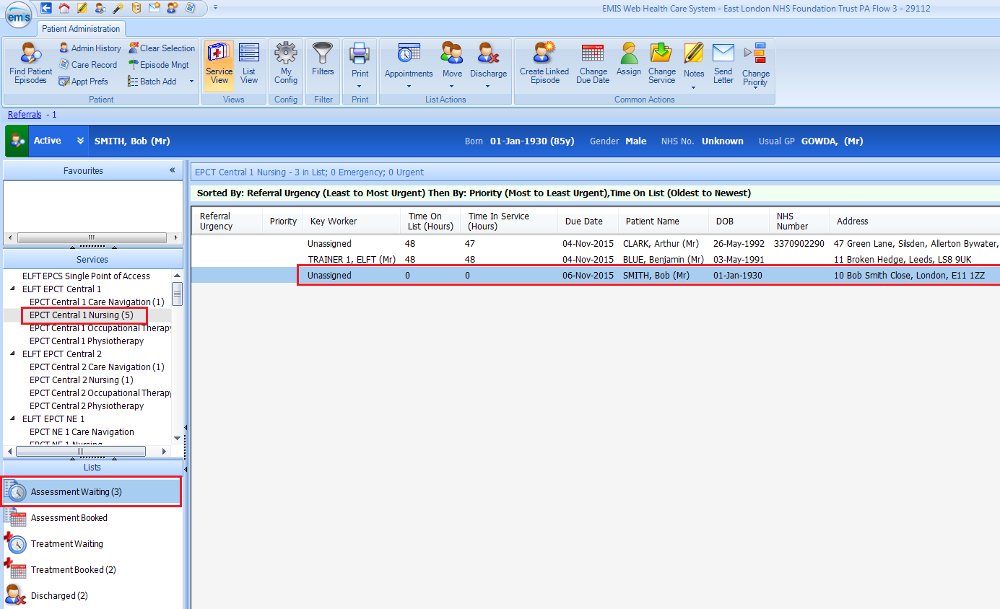 EMIS Web Health Care System - East London NHS Foundation Trust PA Flow 3 - 29112
emis
Patient Administration
Find Patient Episodes
Admin History
Care Record
Appt Prefs
Clear Selection
Episode Mngt
Batch Add
Patient
Service View
List View
Views
My Config
Config
Filters
Filter
Print
Print
Appointments
Move
Discharge
List Actions
Create Linked Episode
Change Due Date
Assign
Change Service
Notes
Send Letter
Change Priority
Common Actions
Referrals - 1
Active SMITH, Bob (Mr) Born 01-Jan-1930 (85y) Gender Male NHS No. Unknown Usual GP GOWDA, (Mr)
Favourites
Services
ELFT EPCS Single Point of Access
ELFT EPCT Central 1
EPCT Central 1 Care Navigation (1)
EPCT Central 1 Nursing (5)
EPCT Central 1 Occupational Therapy
EPCT Central 1 Physiotherapy
ELFT EPCT Central 2
EPCT Central 2 Care Navigation (1)
EPCT Central 2 Nursing (1)
EPCT Central 2 Occupational Therapy
EPCT Central 2 Physiotherapy
ELFT EPCT NE 1
EPCT NE 1 Care Navigation
EPCT NE 1 Nursing
Lists
Assessment Waiting (3)
Assessment Booked
Treatment Waiting
Treatment Booked (2)
Discharged (2)
EPCT Central 1 Nursing - 3 in List; 0 Emergency; 0 Urgent
Sorted By: Referral Urgency (Least to Most Urgent) Then By: Priority (Most to Least Urgent),Time On List (Oldest to Newest)
Referral Urgency Priority Key Worker Time On List (Hours) Time In Service (Hours) Due Date Patient Name DOB NHS Number Address
Unassigned 48 47 04-Nov-2015 CLARK, Arthur (Mr) 26-May-1992 3370902290 47 Green Lane, Silsden, Allerton Bywater,
TRAINER 1, ELFT (Mr) 48 48 04-Nov-2015 BLUE, Benjamin (Mr) 03-May-1991 11 Broken Hedge, Leeds, LS8 9UK
Unassigned 0 0 06-Nov-2015 SMITH, Bob (Mr) 01-Jan-1930 10 Bob Smith Close, London, E11 1ZZ